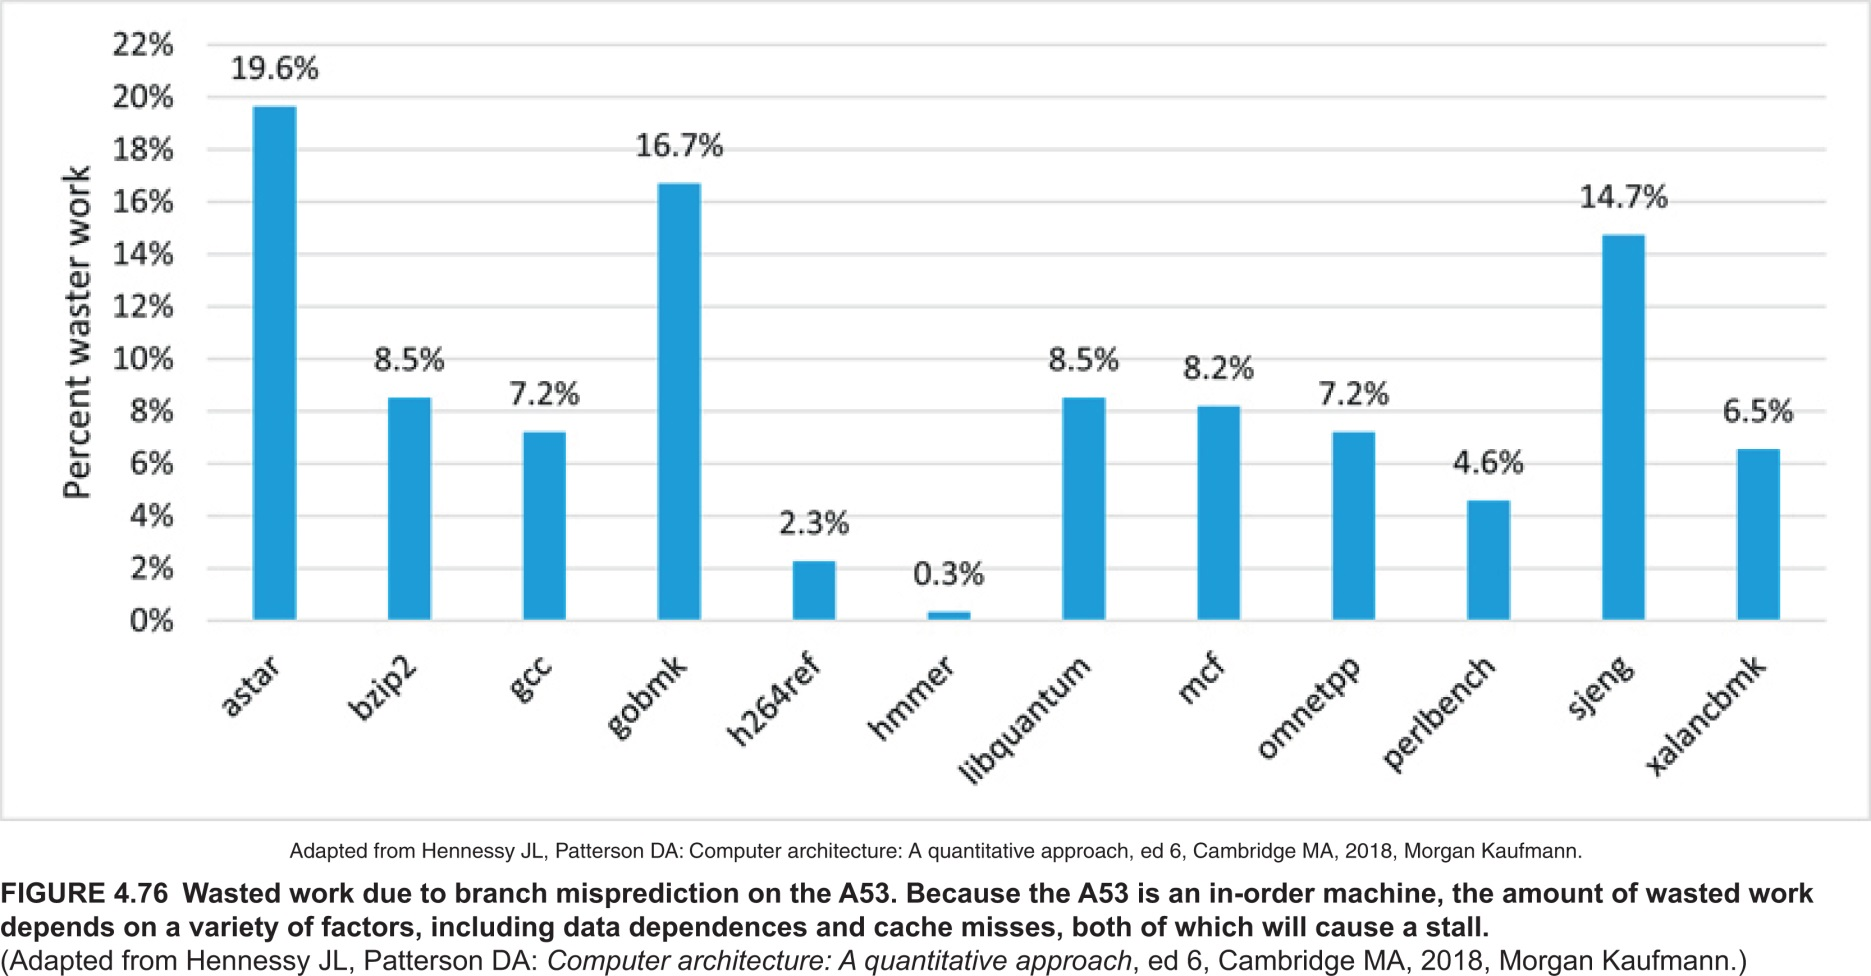 22%
20%
18%
16%
14%
12%
10%
8%
6%
4%
2%
0%
Percent waster work
19.6%
8.5%
7.2%
16.7%
2.3%
0.3%
8.5%
8.2%
7.2%
4.6%
14.7%
6.5%
astar
bzip2
gcc
gobmk
h264ref
hmmer
libquantum
mcf
omnetpp
perlbench
sjeng
xalancbmk
Adapted from Hennessy JL, Patterson DA: Computer architecture: A quantitative approach, ed 6, Cambridge MA, 2018, Morgan Kaufmann.
FIGURE 4.76 Wasted work due to branch misprediction on the A53. Because the A53 is an in-order machine, the amount of wasted work
depends on a variety of factors, including data dependences and cache misses, both of which will cause a stall.
(Adapted from Hennessy JL, Patterson DA: Computer architecture: A quantitative approach, ed 6, Cambridge MA, 2018, Morgan Kaufmann.)